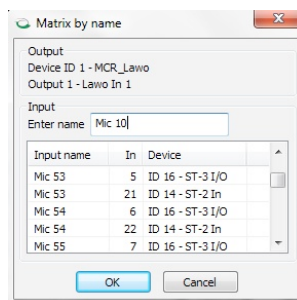 Matrix by name
Output
Device ID 1 - MCR_Lawo
Output 1 - Lawo In 1
Input
Enter name Mic 10
Input name In Device
Mic 53 5 ID 16 - ST-3 I/O
Mic 53 21 ID 14 - ST-2 In
Mic 54 6 ID 16 - ST-3 I/O
Mic 54 22 ID 14 - ST-2 In
Mic 55 7 ID 16 - ST-3 I/O
OK Cancel